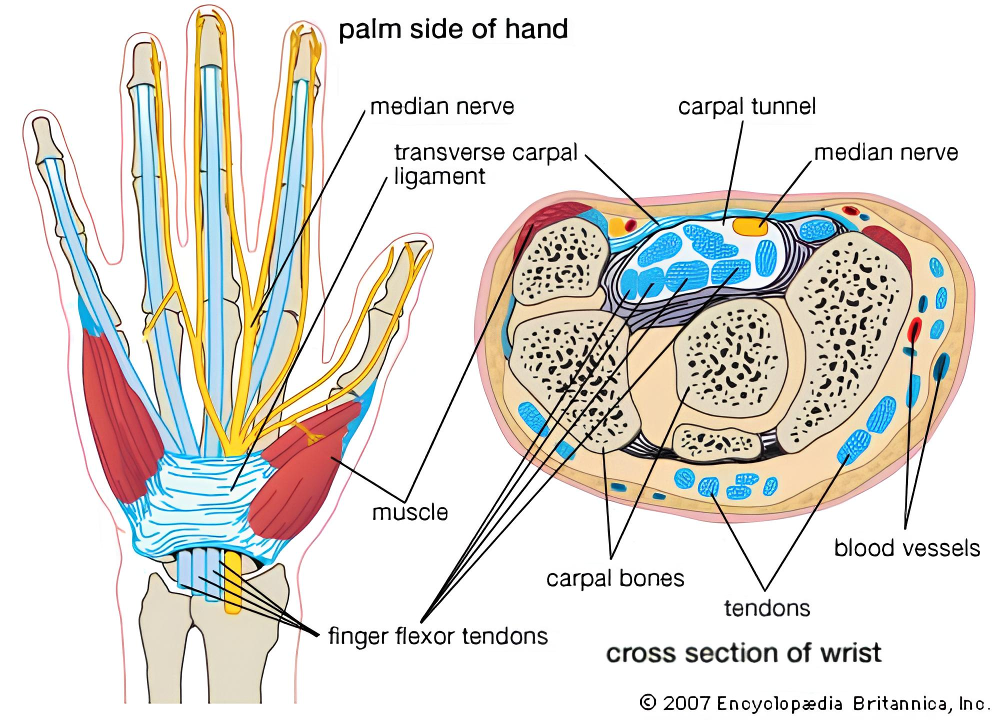 palm side of hand
median nerve
carpal tunnel
transverse carpal
ligament
median nerve
muscle
blood vessels
carpal bones
tendons
finger flexor tendons
cross section of wrist
© 2007 Encyclopædia Britannica, Inc.